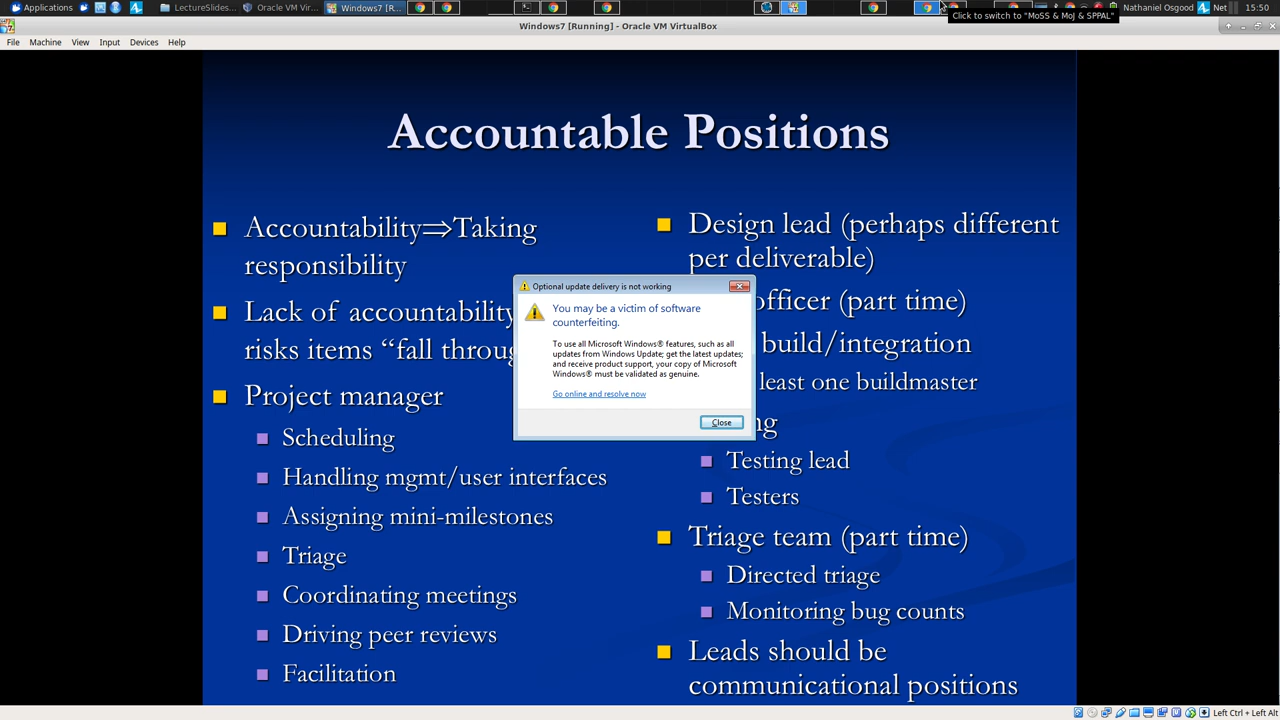 Applications
LectureSlides...
Oracle VM Vir...
Windows7 [R...
Nathaniel Osgood
Net
15:50
Click to switch to "MoSS & MoJ & SPPAL"
Windows7 [Running] - Oracle VM VirtualBox
File Machine View Input Devices Help
Accountable Positions
Accountability⇒Taking
responsibility
Lack of accountability
risks items “fall throug
Project manager
Scheduling
Handling mgmt/user interfaces
Assigning mini-milestones
Triage
Coordinating meetings
Driving peer reviews
Facilitation
Design lead (perhaps different
per deliverable)
officer (part time)
build/integration
least one buildmaster
ng
Testing lead
Testers
Triage team (part time)
Directed triage
Monitoring bug counts
Leads should be
communicational positions
Optional update delivery is not working
You may be a victim of software
counterfeiting.
To use all Microsoft Windows® features, such as all
updates from Windows Update; get the latest updates;
and receive product support, your copy of Microsoft
Windows® must be validated as genuine.
Go online and resolve now
Close
Left Ctrl + Left Alt